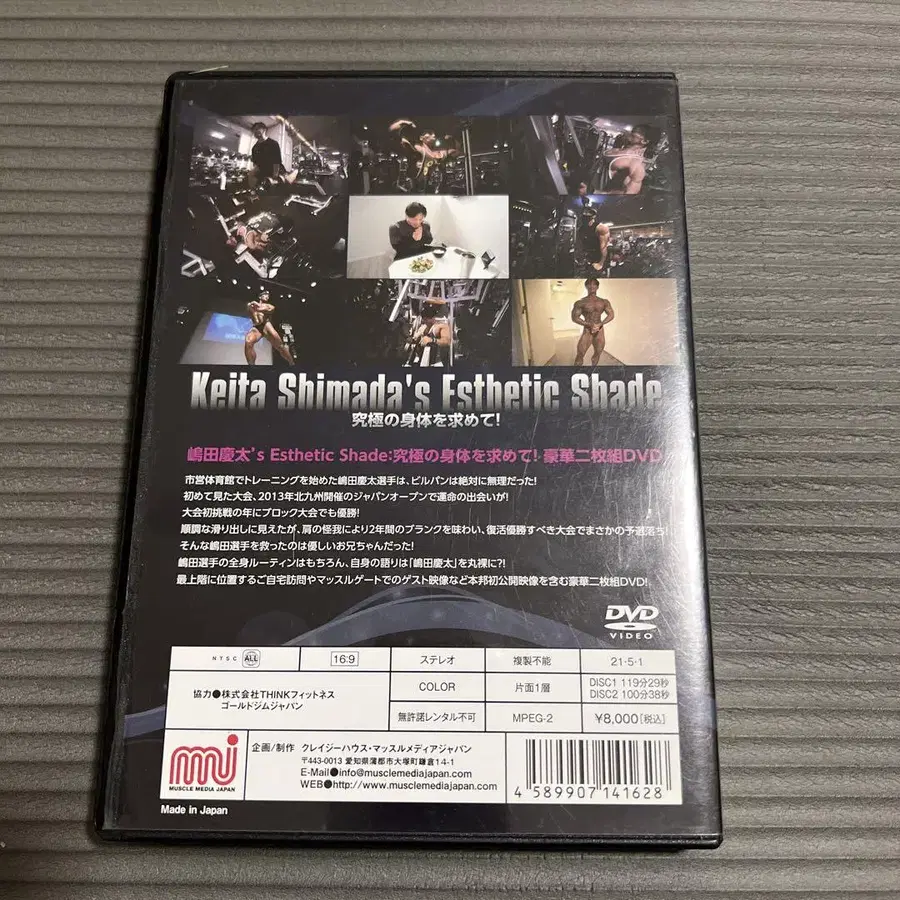 Keita Shimada's Esthetic Shade
究極の身体を求めて!
嶋田慶太's Esthetic Shade:究極の身体を求めて! 豪華二枚組DVD
市営体育館でトレーニングを始めた嶋田慶太選手は、ビルパンは絶対に無理だった!
初めて見た大会、2013年北九州開催のジャパンオープンで運命の出会いが!
大会初挑戦の年にブロック大会でも優勝!
順調な滑り出しに見えたが、肩の怪我により2年間のブランクを味わい、復活優勝すべき大会でまさかの予選落ち!
そんな嶋田選手を救ったのは優しいお兄ちゃんだった!
嶋田選手の全身ルーティンはもちろん、自身の語りは「嶋田慶太」を丸裸に?!
最上階に位置するご自宅訪問やマッスルゲートでのゲスト映像など本邦初公開映像を含む豪華二枚組DVD!
DVD
VIDEO
NTSC ALL 16:9 ステレオ 複製不能 21·5·1
協力●株式会社THINKフィットネス
ゴールドジムジャパン
COLOR 片面1層 DISC1 119分29秒
DISC2 100分38秒
無許諾レンタル不可 MPEG-2 ¥8,000[税込]
mj
MUSCLE MEDIA JAPAN
企画/制作 クレイジーハウス・マッスルメディアジャパン
〒443-0013 愛知県蒲郡市大塚町鎌倉14-1
E-Mail●info@musclemediajapan.com
WEB●http://www.musclemediajapan.com
4 589907 141628
Made in Japan